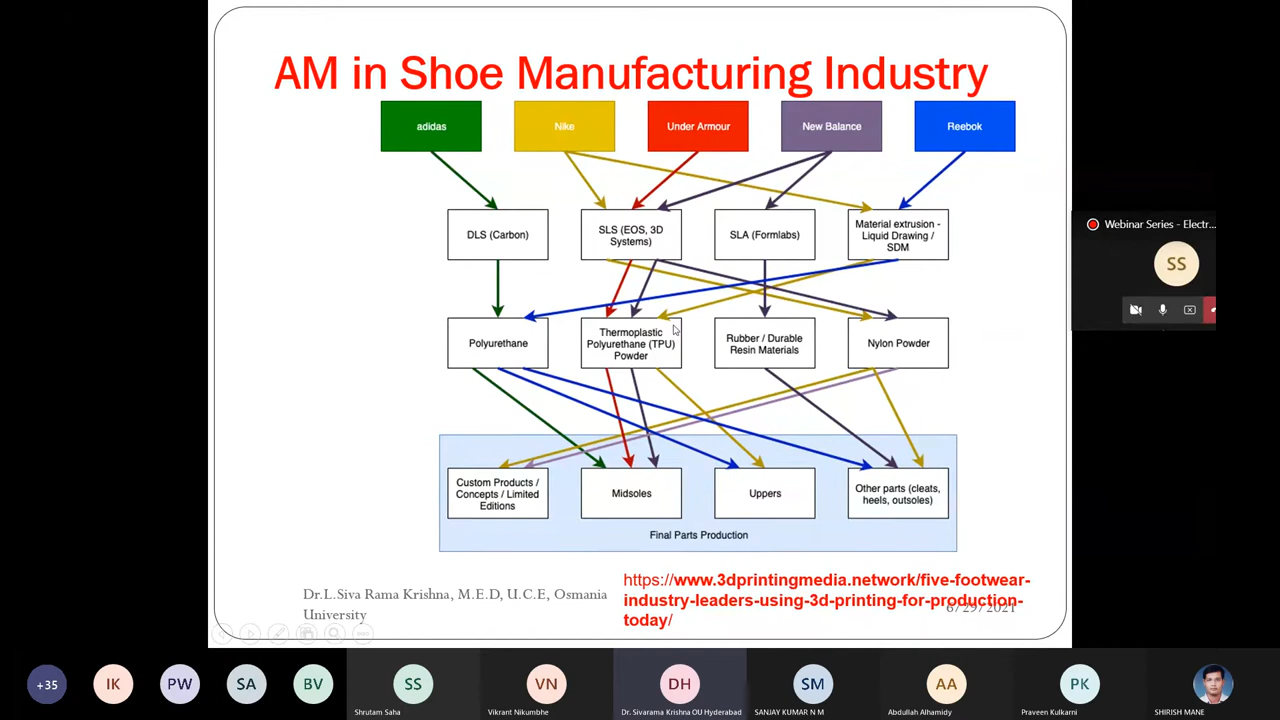 AM in Shoe Manufacturing Industry
adidas
Nike
Under Armour
New Balance
Reebok
DLS (Carbon)
SLS (EOS, 3D
Systems)
SLA (Formlabs)
Material extrusion -
Liquid Drawing /
SDM
Polyurethane
Thermoplastic
Polyurethane (TPU)
Powder
Rubber / Durable
Resin Materials
Nylon Powder
Custom Products /
Concepts / Limited
Editions
Midsoles
Uppers
Other parts (cleats,
heels, outsoles)
Final Parts Production
Dr.L.Siva Rama Krishna, M.E.D, U.C.E, Osmania
University
https://www.3dprintingmedia.network/five-footwear-
industry-leaders-using-3d-printing-for-production-
today/
6/29/2021
Webinar Series - Electr...
SS
+35
IK
PW
SA
BV
SS
VN
DH
SM
AA
PK
Shrutam Saha
Vikrant Nikumbhe
Dr. Sivarama Krishna OU Hyderabad
SANJAY KUMAR N M
Abdullah Alhamidy
Praveen Kulkarni
SHIRISH MANE